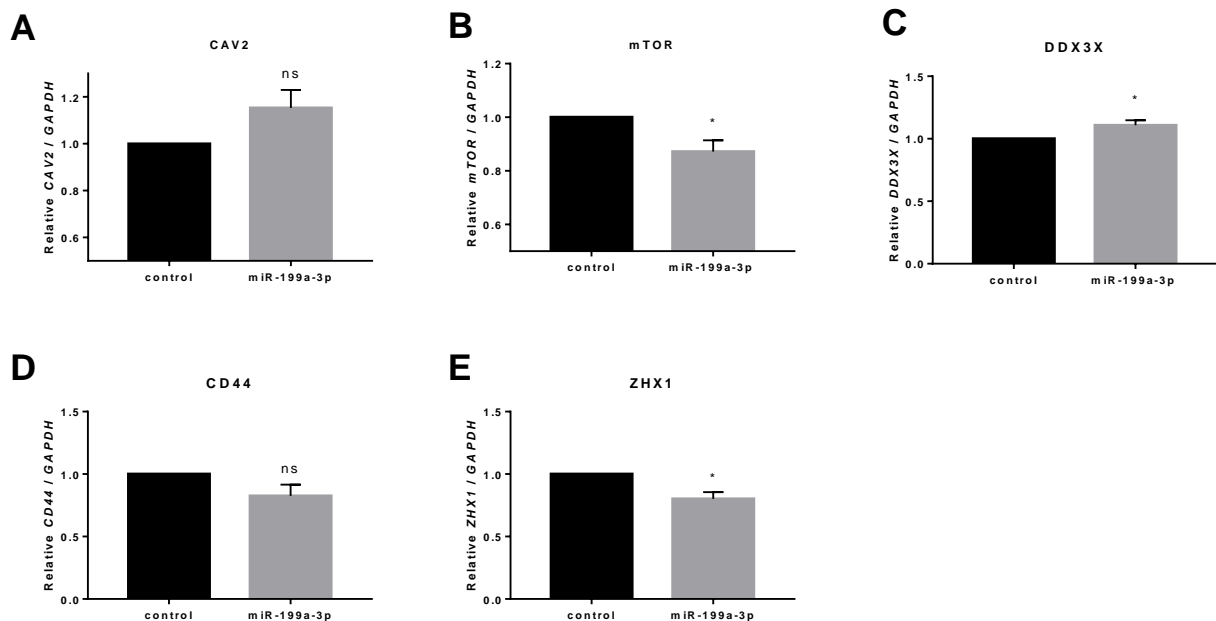 A
CAV2
Relative CAV2 / GAPDH
1.2
1.0
0.8
0.6
ns
control
miR-199a-3p
B
mTOR
Relative mTOR / GAPDH
1.2
1.0
0.8
0.6
*
control
miR-199a-3p
C
DDX3X
Relative DDX3X / GAPDH
1.5
1.0
0.5
0.0
*
control
miR-199a-3p
D
CD44
Relative CD44 / GAPDH
1.5
1.0
0.5
0.0
ns
control
miR-199a-3p
E
ZHX1
Relative ZHX1 / GAPDH
1.5
1.0
0.5
0.0
*
control
miR-199a-3p